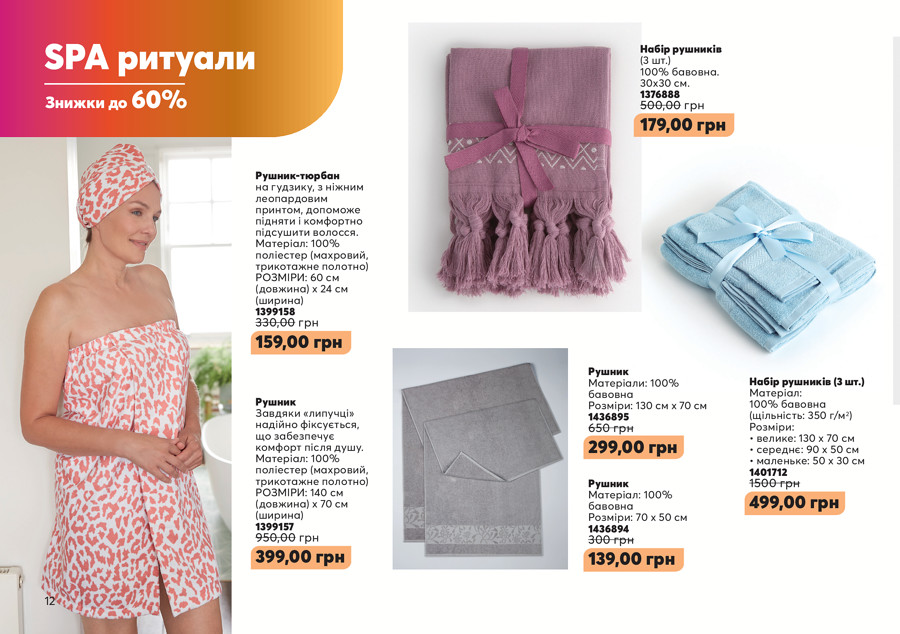 SPA ритуали
Знижки до 60%
Рушник-тюрбан
на ґудзику, з ніжним
леопардовим
принтом, допоможе
підняти і комфортно
підсушити волосся.
Матеріал: 100%
поліестер (махровий,
трикотажне полотно)
РОЗМІРИ: 60 см
(довжина) х 24 см
(ширина)
1399158
330,00 грн
159,00 грн
Рушник
Завдяки «липучці»
надійно фіксується,
що забезпечує
комфорт після душу.
Матеріал: 100%
поліестер (махровий,
трикотажне полотно)
РОЗМІРИ: 140 см
(довжина) х 70 см
(ширина)
1399157
950,00 грн
399,00 грн
Набір рушників
(3 шт.)
100% бавовна.
30х30 см.
1376888
500,00 грн
179,00 грн
Рушник
Матеріали: 100%
бавовна
Розміри: 130 см х 70 см
1436895
650 грн
299,00 грн
Рушник
Матеріал: 100%
бавовна
Розміри: 70 х 50 см
1436894
300 грн
139,00 грн
Набір рушників (3 шт.)
Матеріал:
100% бавовна
(щільність: 350 г/м²)
Розміри:
• велике: 130 х 70 см
• середнє: 90 х 50 см
• маленьке: 50 х 30 см
1401712
1500 грн
499,00 грн
12